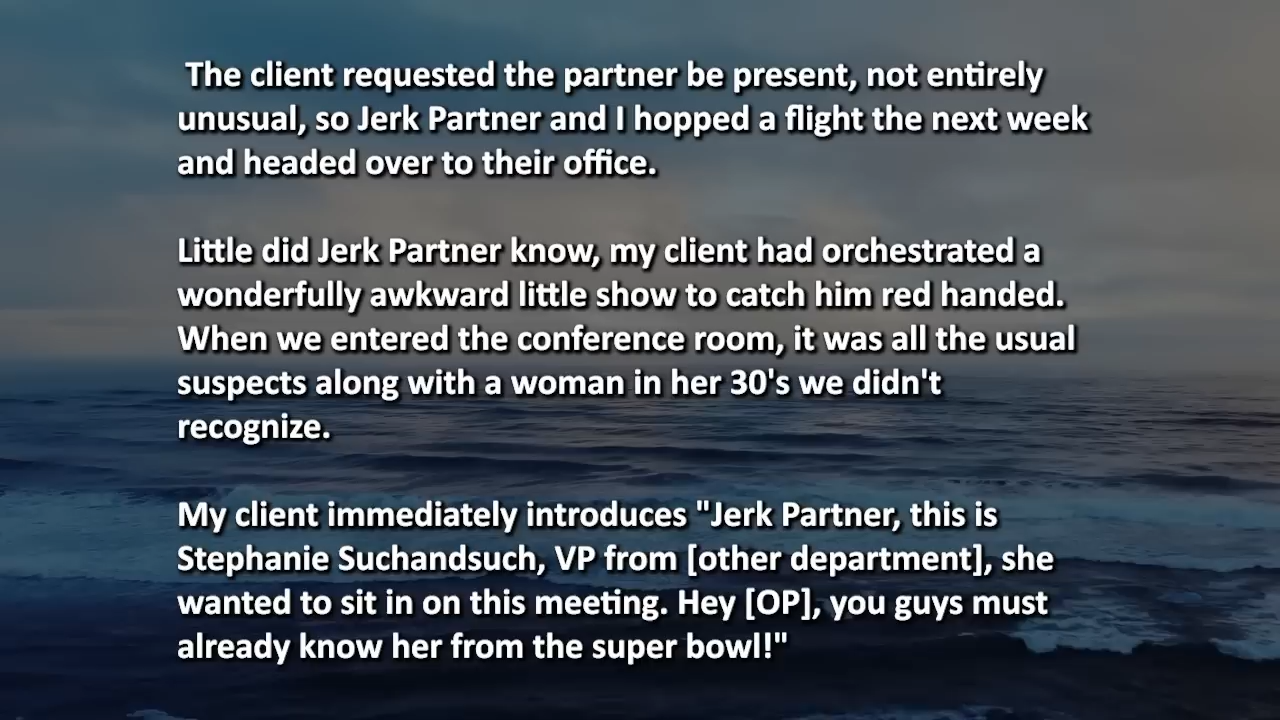 The client requested the partner be present, not entirely
unusual, so Jerk Partner and I hopped a flight the next week
and headed over to their office.
Little did Jerk Partner know, my client had orchestrated a
wonderfully awkward little show to catch him red handed.
When we entered the conference room, it was all the usual
suspects along with a woman in her 30's we didn't
recognize.
My client immediately introduces "Jerk Partner, this is
Stephanie Suchandsuch, VP from [other department], she
wanted to sit in on this meeting. Hey [OP], you guys must
already know her from the super bowl!"